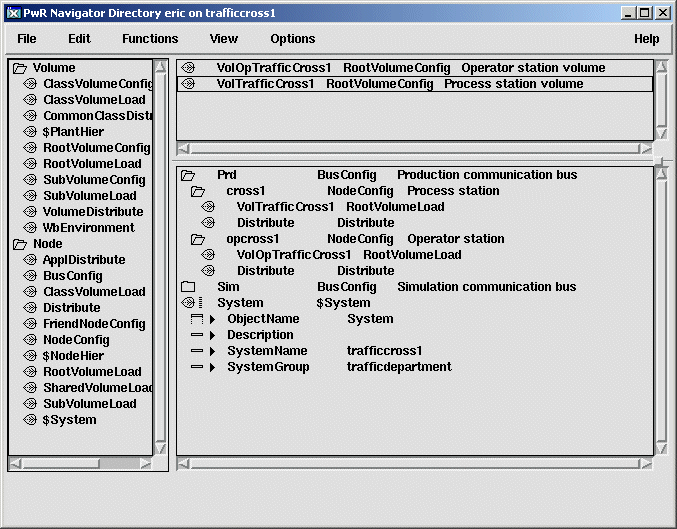 PwR Navigator Directory eric on trafficcross1
File Edit Functions View Options Help
Volume
ClassVolumeConfig
ClassVolumeLoad
CommonClassDistr
$PlantHier
RootVolumeConfig
RootVolumeLoad
SubVolumeConfig
SubVolumeLoad
VolumeDistribute
WbEnvironment
Node
ApplDistribute
BusConfig
ClassVolumeLoad
Distribute
FriendNodeConfig
NodeConfig
$NodeHier
RootVolumeLoad
SharedVolumeLoad
SubVolumeLoad
$System
VolOpTrafficCross1 RootVolumeConfig Operator station volume
VolTrafficCross1 RootVolumeConfig Process station volume
Prd BusConfig Production communication bus
cross1 NodeConfig Process station
VolTrafficCross1 RootVolumeLoad
Distribute Distribute
opcross1 NodeConfig Operator station
VolOpTrafficCross1 RootVolumeLoad
Distribute Distribute
Sim BusConfig Simulation communication bus
System $System
ObjectName System
Description
SystemName trafficcross1
SystemGroup trafficdepartment